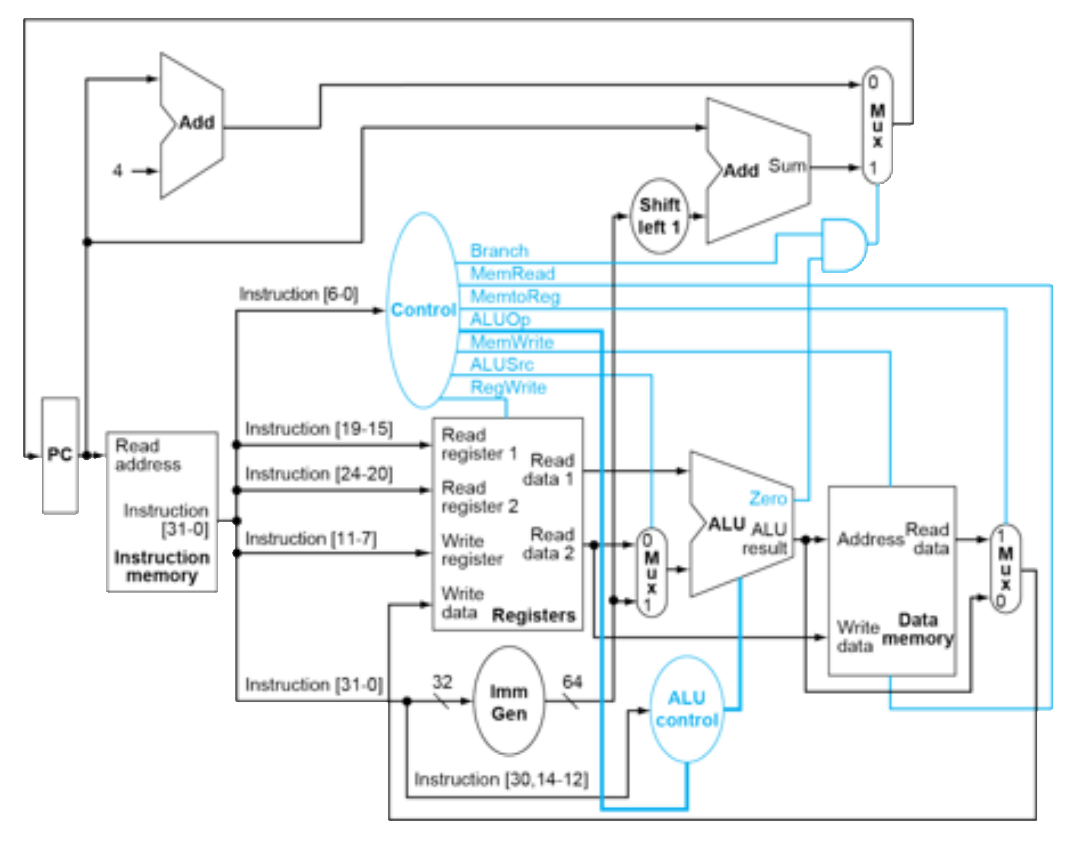 0
M
u
x
1
Add
4
Add Sum
Shift
left 1
Branch
MemRead
MemtoReg
ALUOp
MemWrite
ALUSrc
RegWrite
Control
Instruction [6-0]
PC
Read
address
Instruction
[31-0]
Instruction
memory
Instruction [19-15]
Instruction [24-20]
Instruction [11-7]
Instruction [31-0]
Read
register 1
Read
register 2
Write
register
Write
data
Read
data 1
Read
data 2
Registers
0
M
u
x
1
Zero
ALU ALU
result
Address
Read
data
Write
data
Data
memory
1
M
u
x
0
32
Imm
Gen
64
ALU
control
Instruction [30,14-12]